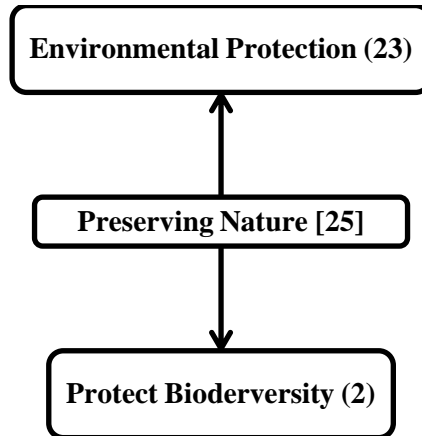 Environmental Protection (23)
Preserving Nature [25]
Protect Bioderversity (2)